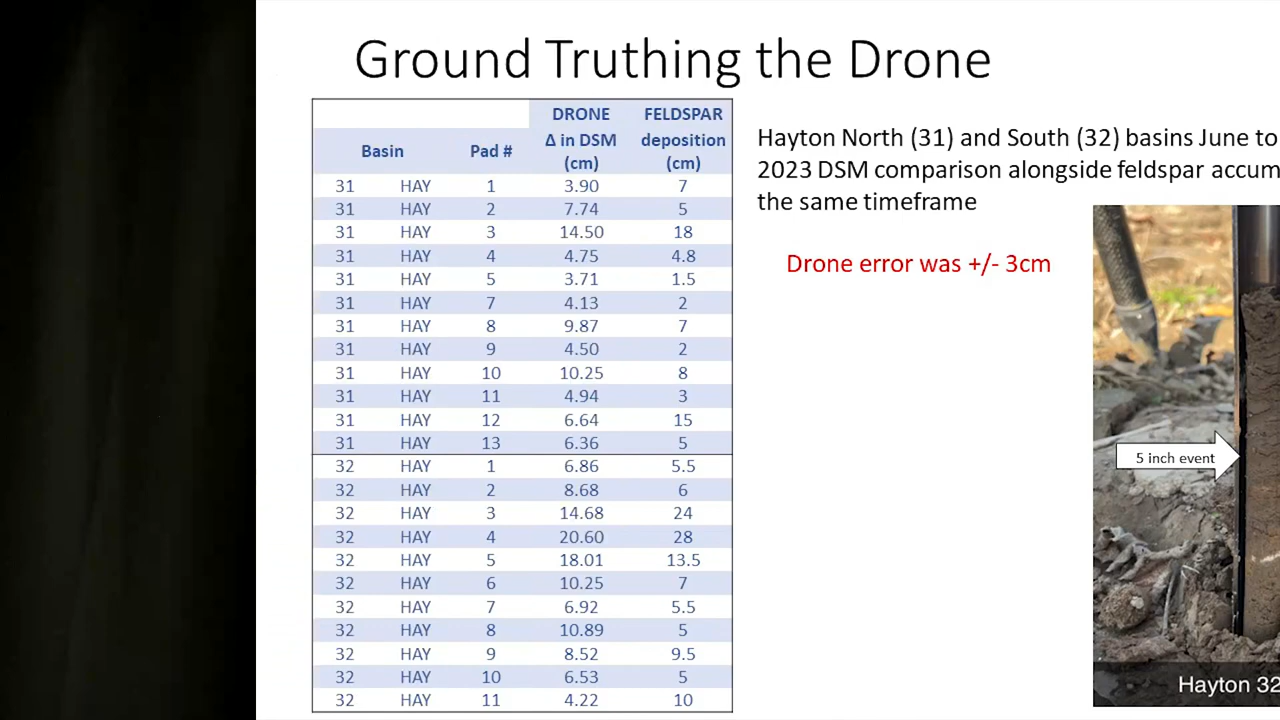 Ground Truthing the Drone
DRONE FELDSPAR
Basin Pad # Δ in DSM deposition
(cm) (cm)
31 HAY 1 3.90 7
31 HAY 2 7.74 5
31 HAY 3 14.50 18
31 HAY 4 4.75 4.8
31 HAY 5 3.71 1.5
31 HAY 7 4.13 2
31 HAY 8 9.87 7
31 HAY 9 4.50 2
31 HAY 10 10.25 8
31 HAY 11 4.94 3
31 HAY 12 6.64 15
31 HAY 13 6.36 5
32 HAY 1 6.86 5.5
32 HAY 2 8.68 6
32 HAY 3 14.68 24
32 HAY 4 20.60 28
32 HAY 5 18.01 13.5
32 HAY 6 10.25 7
32 HAY 7 6.92 5.5
32 HAY 8 10.89 5
32 HAY 9 8.52 9.5
32 HAY 10 6.53 5
32 HAY 11 4.22 10
Hayton North (31) and South (32) basins June to
2023 DSM comparison alongside feldspar accum
the same timeframe
Drone error was +/- 3cm
5 inch event
Hayton 32